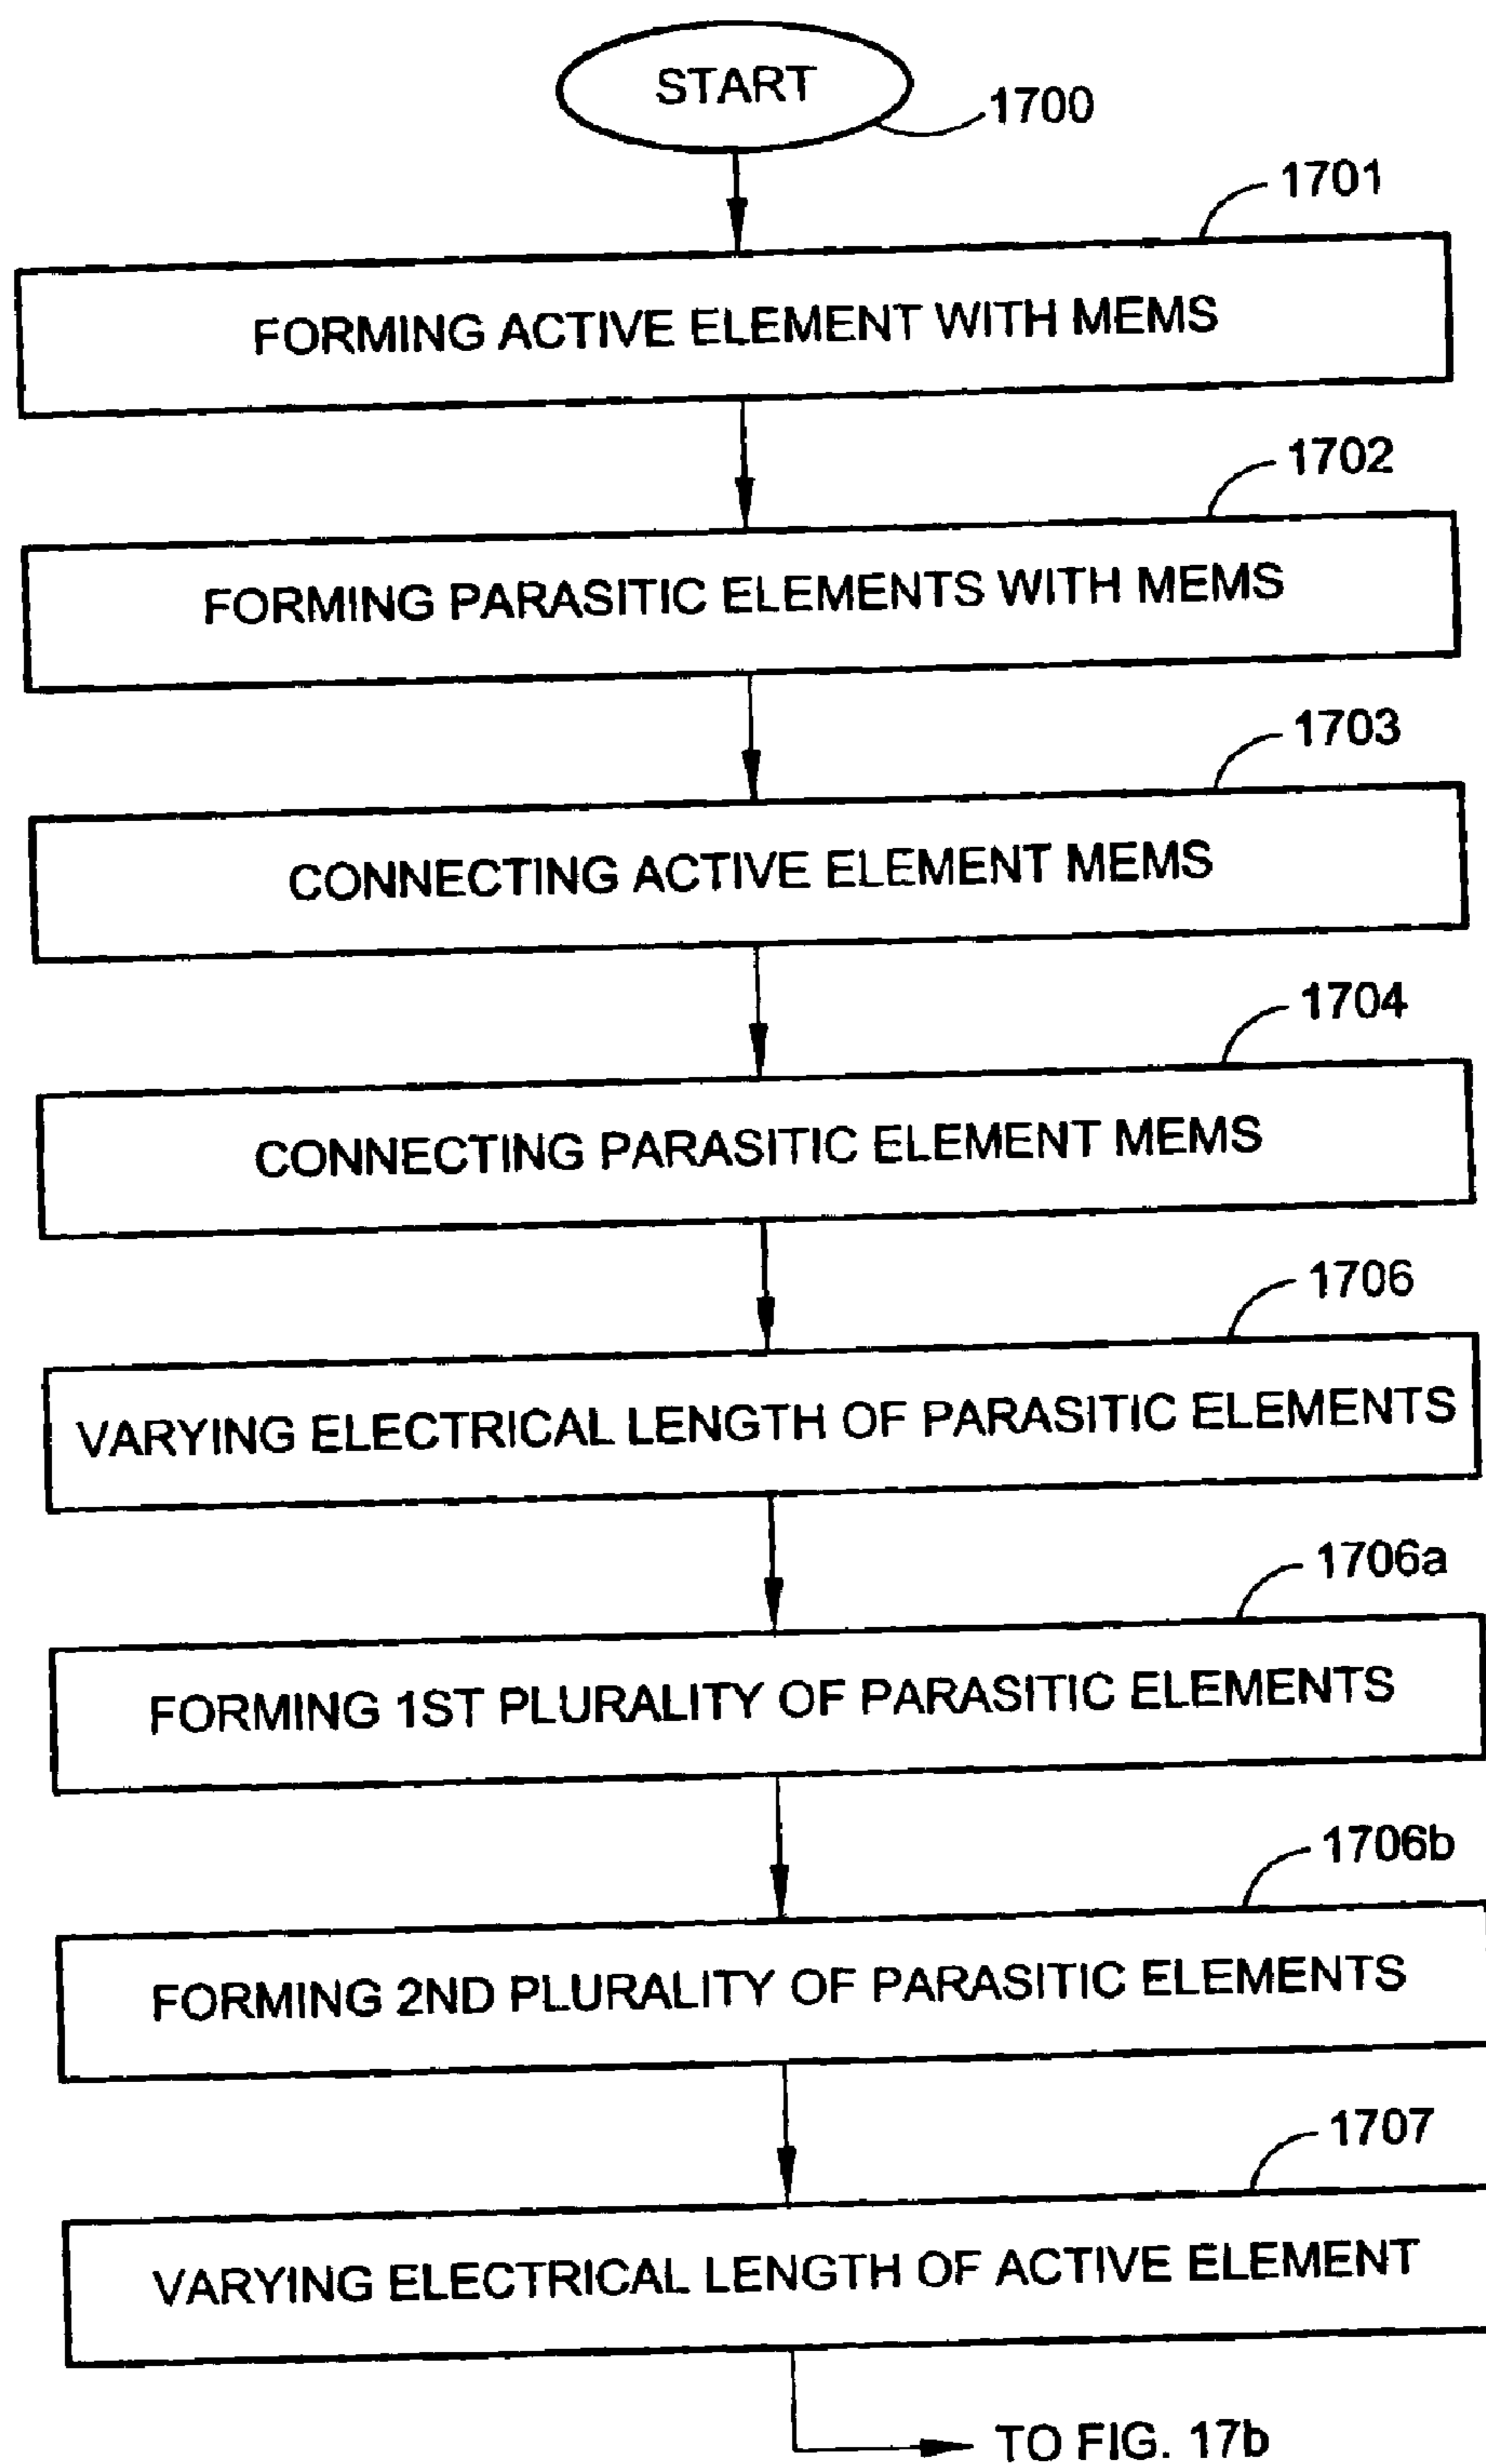 START
1700
1701
FORMING ACTIVE ELEMENT WITH MEMS
1702
FORMING PARASITIC ELEMENTS WITH MEMS
1703
CONNECTING ACTIVE ELEMENT MEMS
1704
CONNECTING PARASITIC ELEMENT MEMS
1706
VARYING ELECTRICAL LENGTH OF PARASITIC ELEMENTS
1706a
FORMING 1ST PLURALITY OF PARASITIC ELEMENTS
1706b
FORMING 2ND PLURALITY OF PARASITIC ELEMENTS
1707
VARYING ELECTRICAL LENGTH OF ACTIVE ELEMENT
TO FIG. 17b